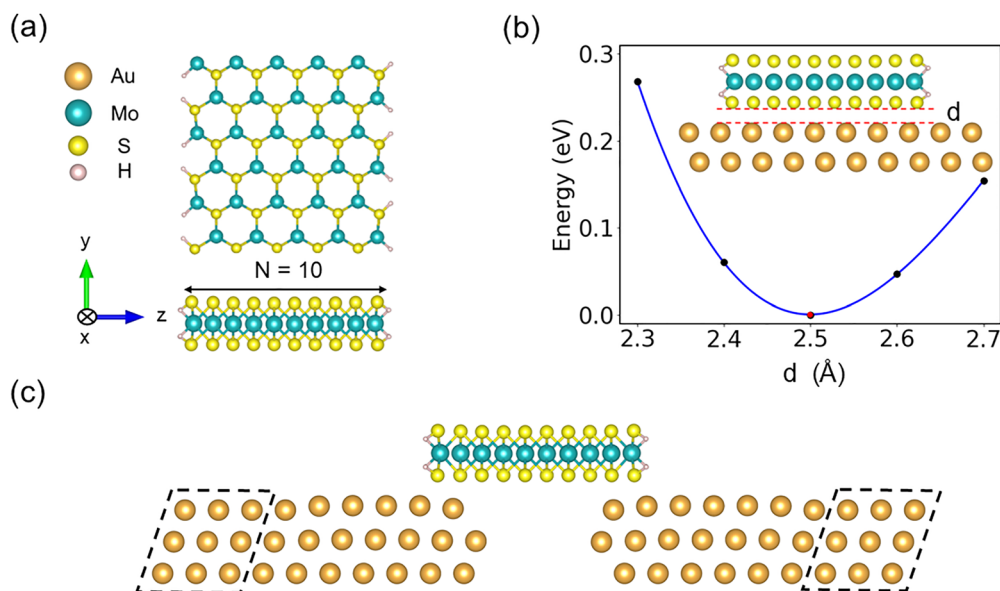 (a)
Au
Mo
S
H
y
z
x
N = 10
(b)
Energy (eV)
0.3
0.2
0.1
0.0
d
2.3 2.4 2.5 2.6 2.7
d (Å)
(c)